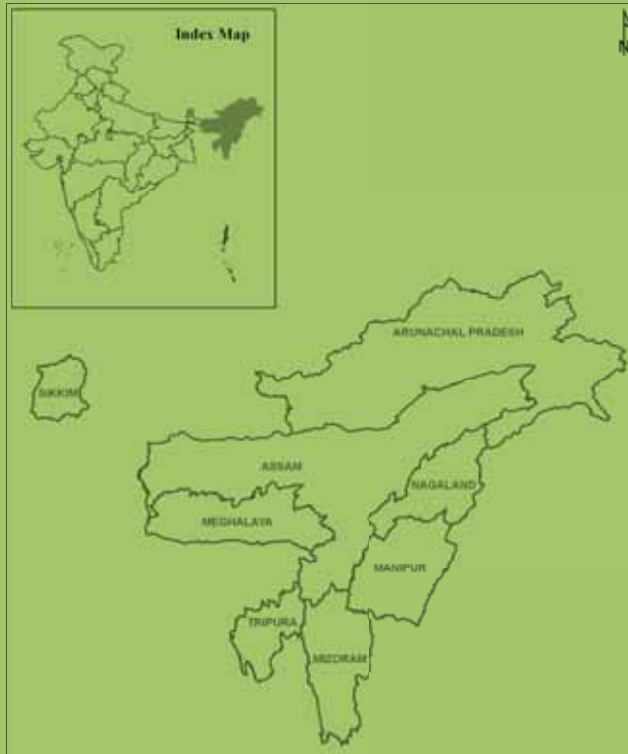 Index Map
N
ARUNACHAL PRADESH
SIKKIM
ASSAM
NAGALAND
MEGHALAYA
MANIPUR
TRIPURA
MIZORAM